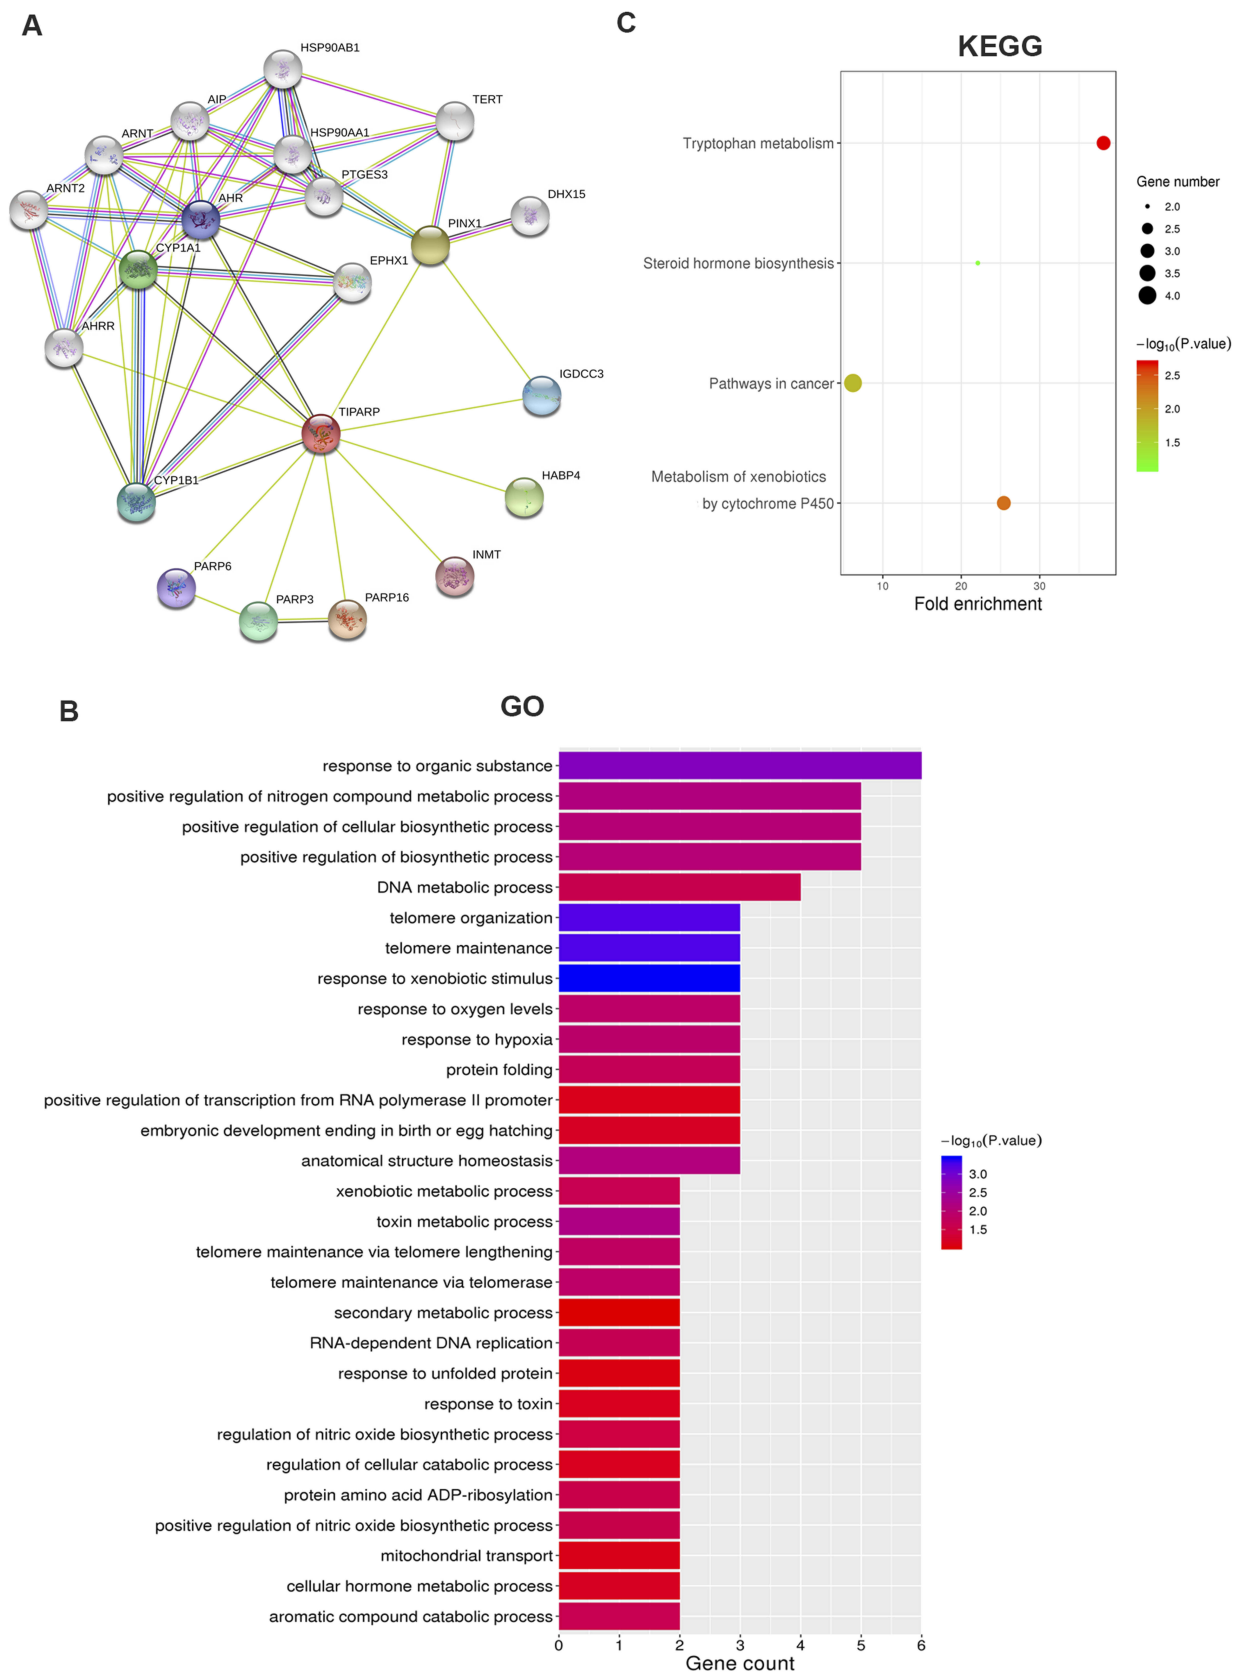 A
HSP90AB1
AIP
TERT
ARNT
HSP90AA1
ARNT2
AHR
PTGES3
DHX15
PINX1
CYP1A1
EPHX1
AHRR
IGDCC3
TIPARP
CYP1B1
HABP4
PARP6
INMT
PARP3
PARP16
C
KEGG
Tryptophan metabolism
Steroid hormone biosynthesis
Pathways in cancer
Metabolism of xenobiotics
by cytochrome P450
10
20
30
Fold enrichment
Gene number
2.0
2.5
3.0
3.5
4.0
−log₁₀(P.value)
2.5
2.0
1.5
B
GO
response to organic substance
positive regulation of nitrogen compound metabolic process
positive regulation of cellular biosynthetic process
positive regulation of biosynthetic process
DNA metabolic process
telomere organization
telomere maintenance
response to xenobiotic stimulus
response to oxygen levels
response to hypoxia
protein folding
positive regulation of transcription from RNA polymerase II promoter
embryonic development ending in birth or egg hatching
anatomical structure homeostasis
xenobiotic metabolic process
toxin metabolic process
telomere maintenance via telomere lengthening
telomere maintenance via telomerase
secondary metabolic process
RNA-dependent DNA replication
response to unfolded protein
response to toxin
regulation of nitric oxide biosynthetic process
regulation of cellular catabolic process
protein amino acid ADP-ribosylation
positive regulation of nitric oxide biosynthetic process
mitochondrial transport
cellular hormone metabolic process
aromatic compound catabolic process
0 1 2 3 4 5 6
Gene count
−log₁₀(P.value)
3.0
2.5
2.0
1.5